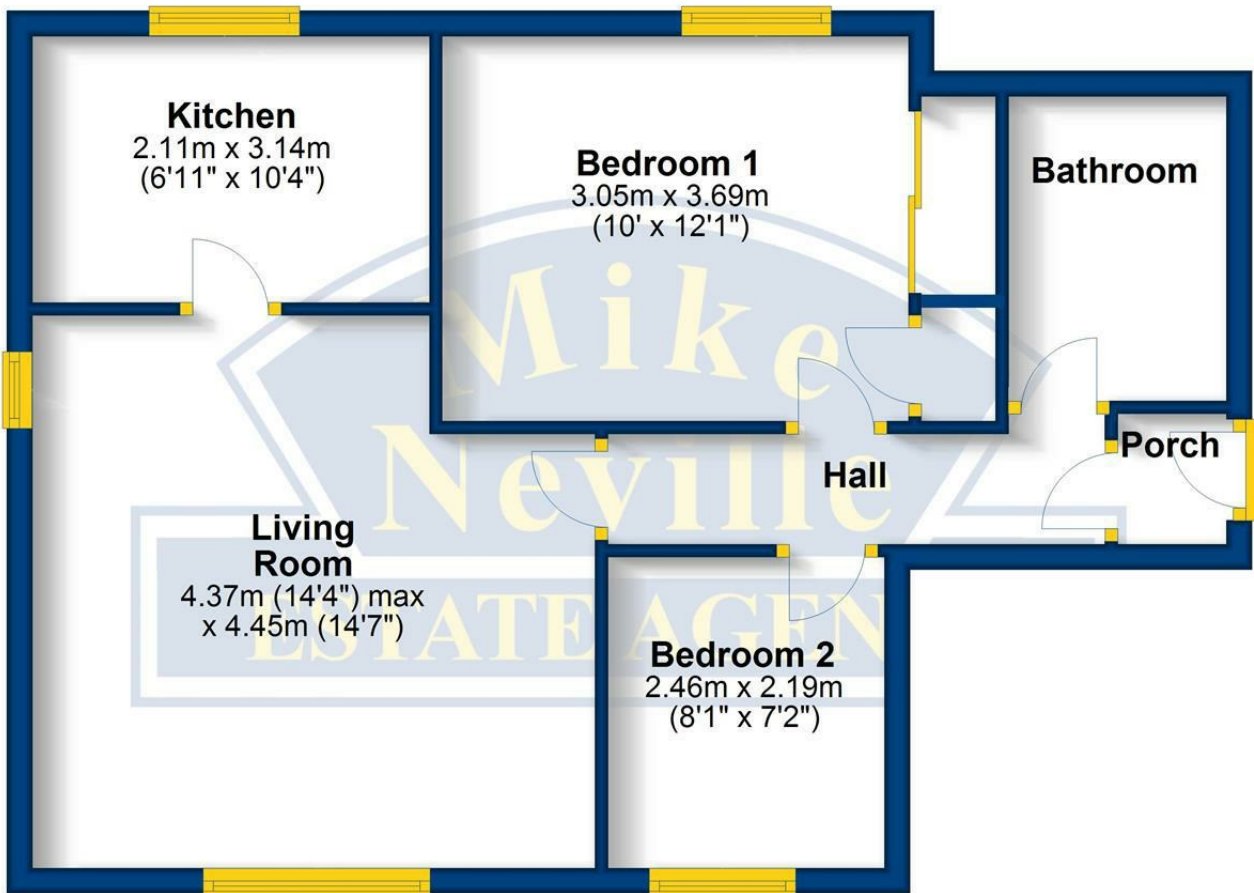 Kitchen
2.11m x 3.14m
(6'11" x 10'4")
Bedroom 1
3.05m x 3.69m
(10' x 12'1")
Bathroom
Mike
Neville
ESTATE AGEN
Porch
Hall
Living
Room
4.37m (14'4") max
x 4.45m (14'7")
Bedroom 2
2.46m x 2.19m
(8'1" x 7'2")